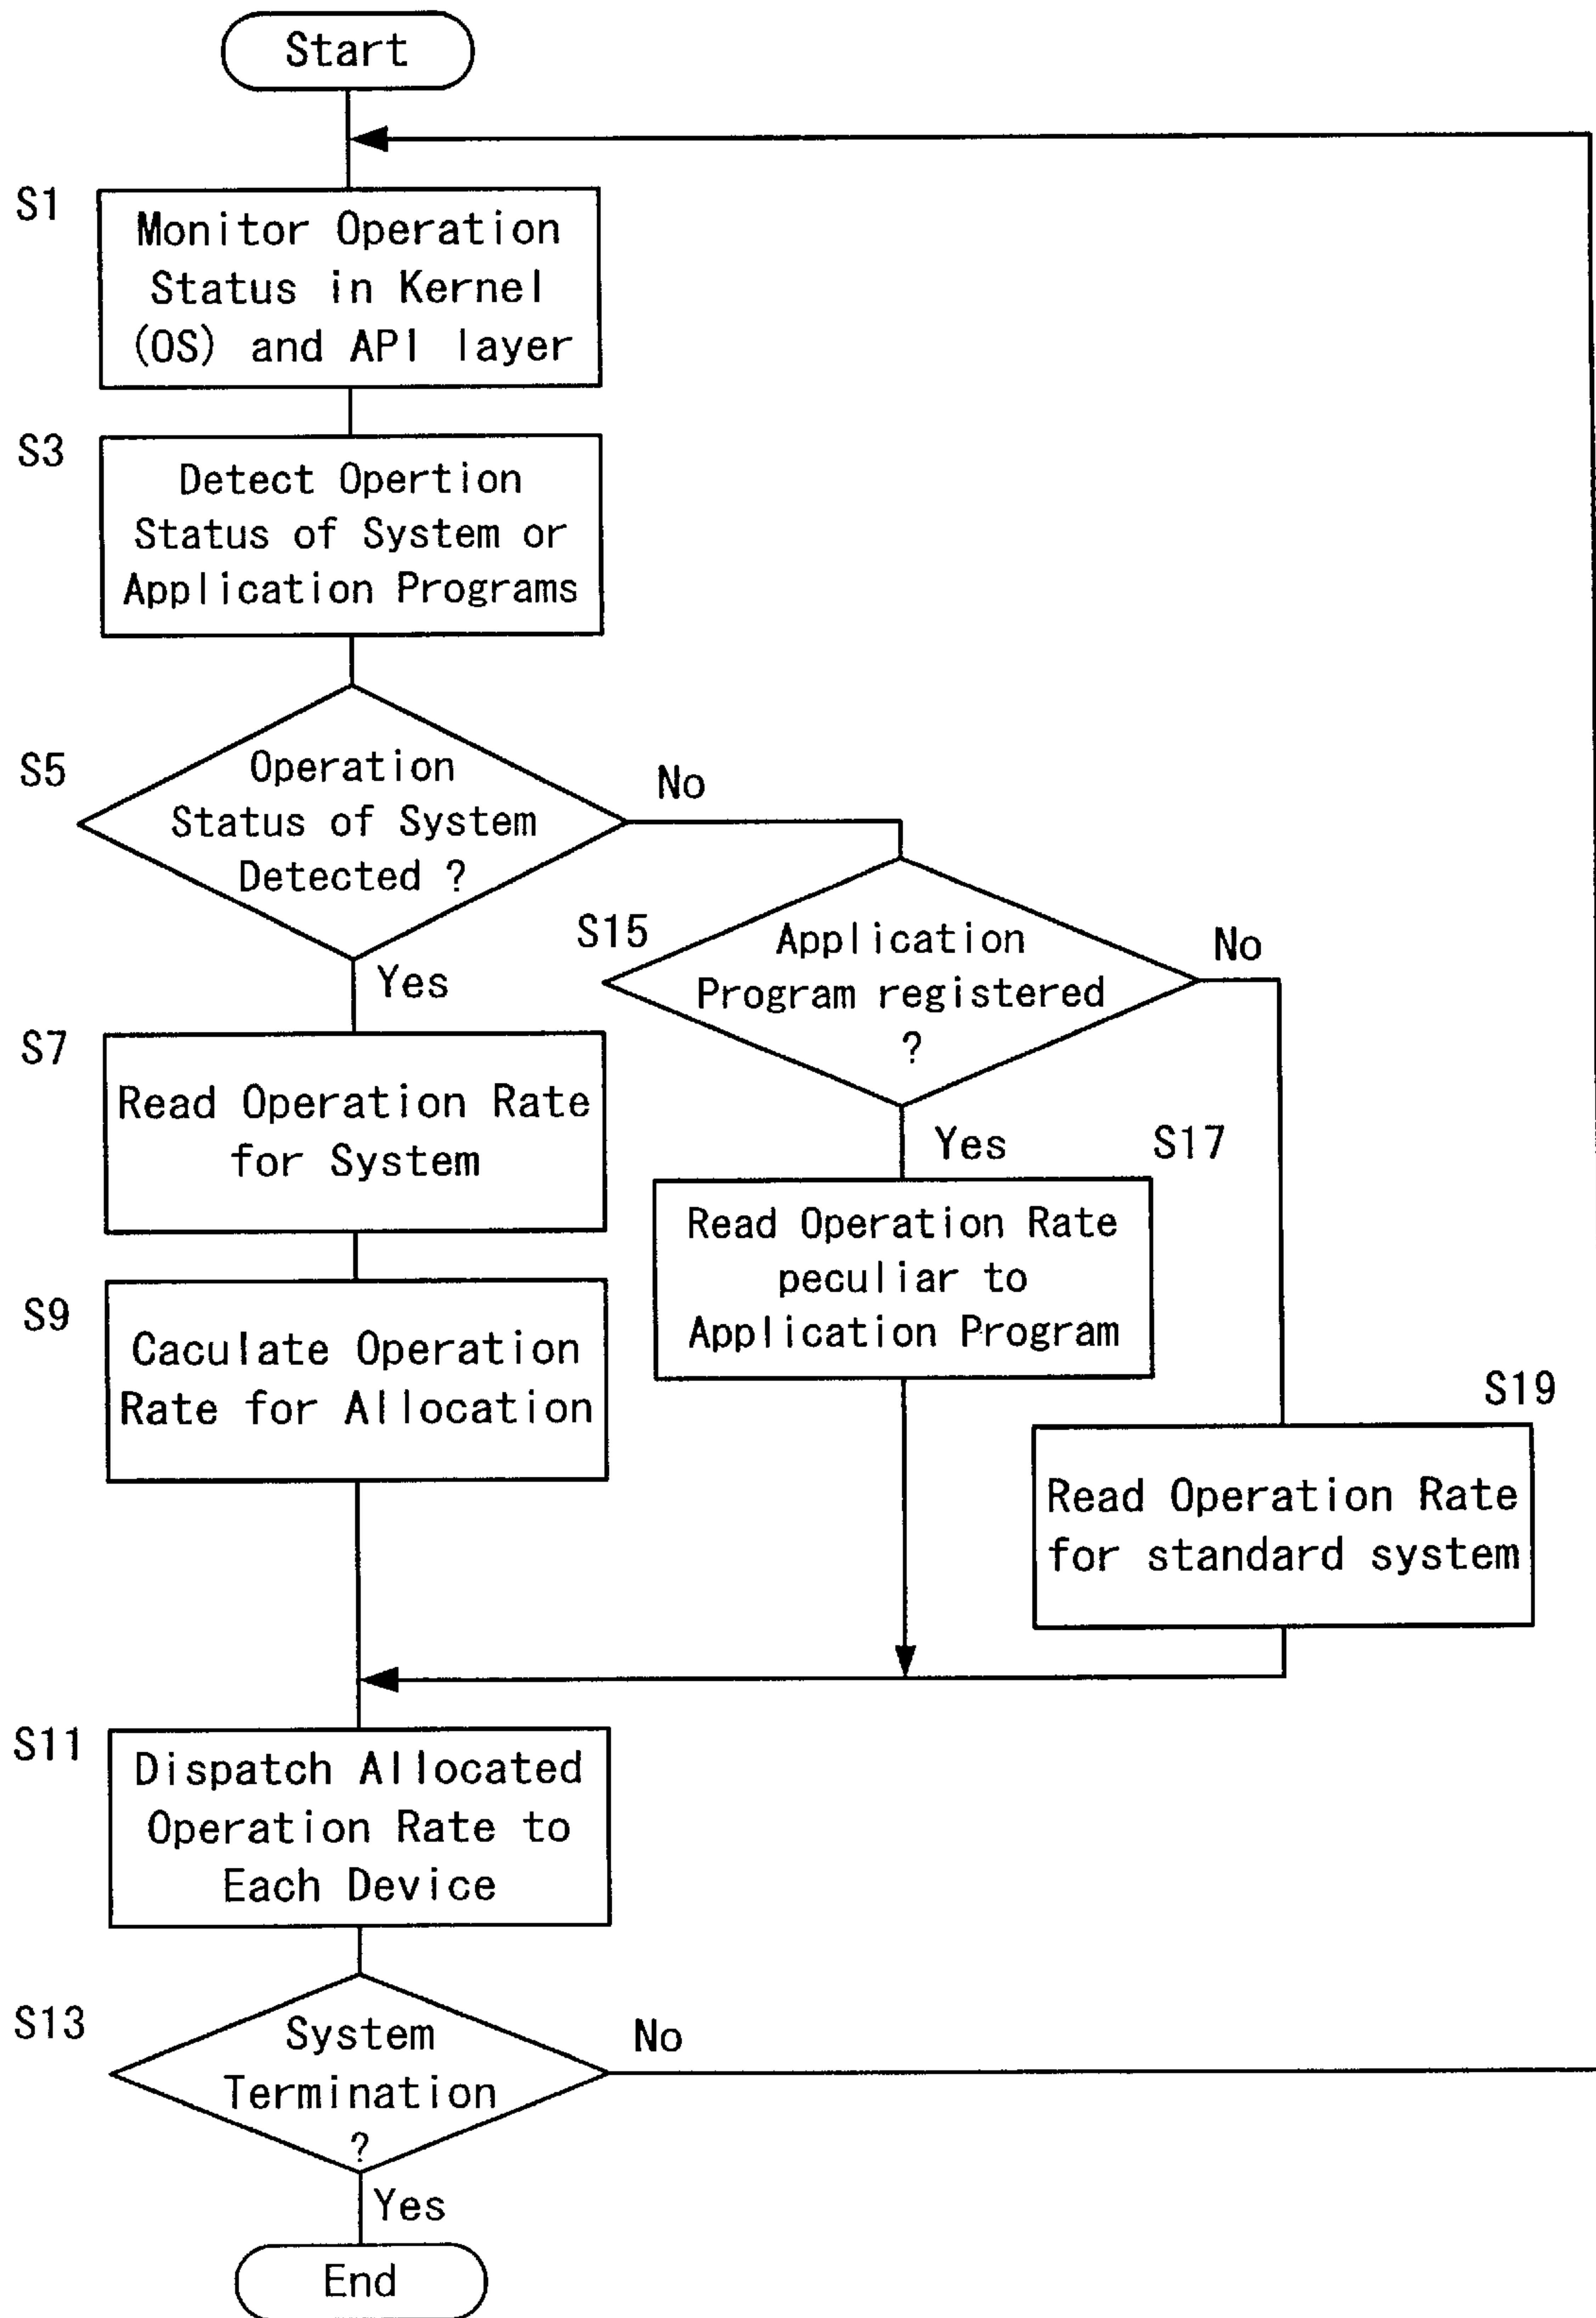 Start
S1
Monitor Operation
Status in Kernel
(OS) and API layer
S3
Detect Opertion
Status of System or
Application Programs
S5
Operation
Status of System
Detected ?
No
Yes
S15
Application
Program registered
?
No
Yes
S7
Read Operation Rate
for System
S17
Read Operation Rate
peculiar to
Application Program
S9
Caculate Operation
Rate for Allocation
S19
Read Operation Rate
for standard system
S11
Dispatch Allocated
Operation Rate to
Each Device
S13
System
Termination
?
No
Yes
End